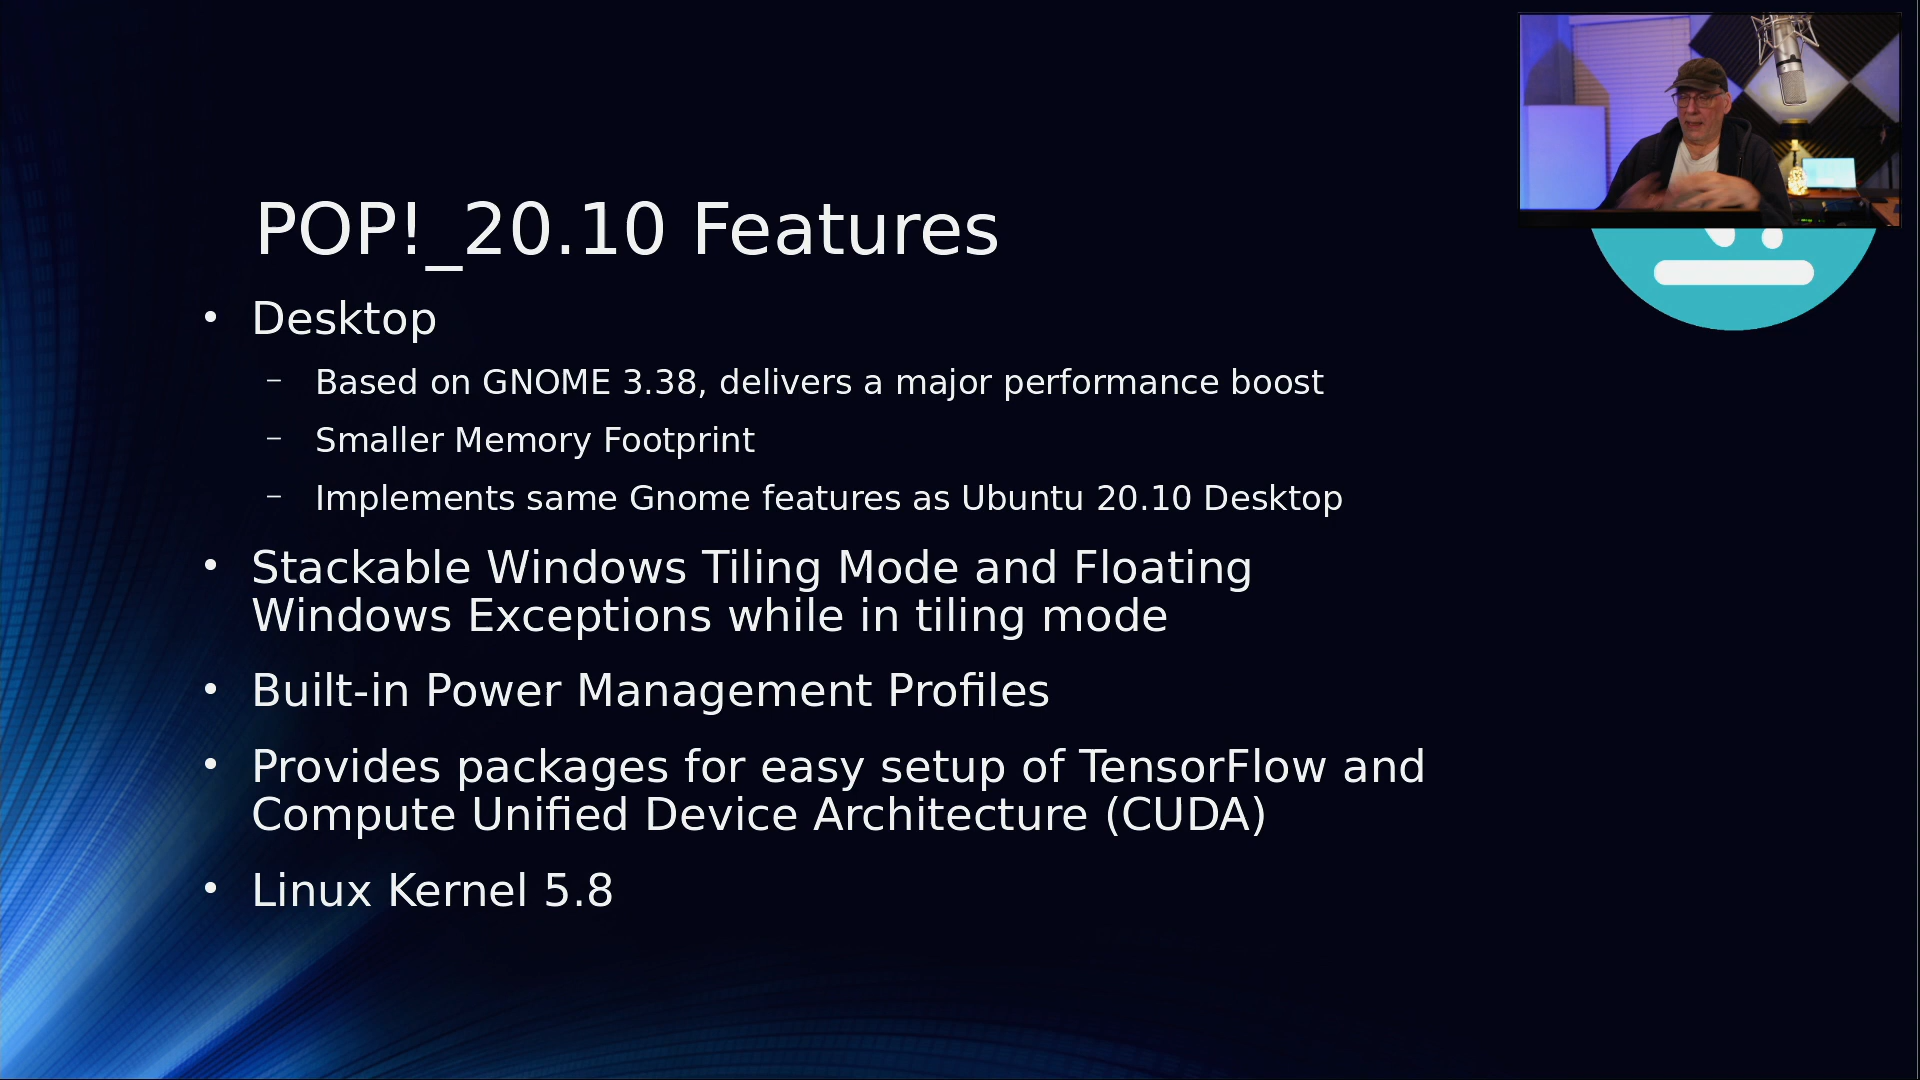 POP!_20.10 Features
• Desktop
– Based on GNOME 3.38, delivers a major performance boost
– Smaller Memory Footprint
– Implements same Gnome features as Ubuntu 20.10 Desktop
• Stackable Windows Tiling Mode and Floating
Windows Exceptions while in tiling mode
• Built-in Power Management Profiles
• Provides packages for easy setup of TensorFlow and
Compute Unified Device Architecture (CUDA)
• Linux Kernel 5.8